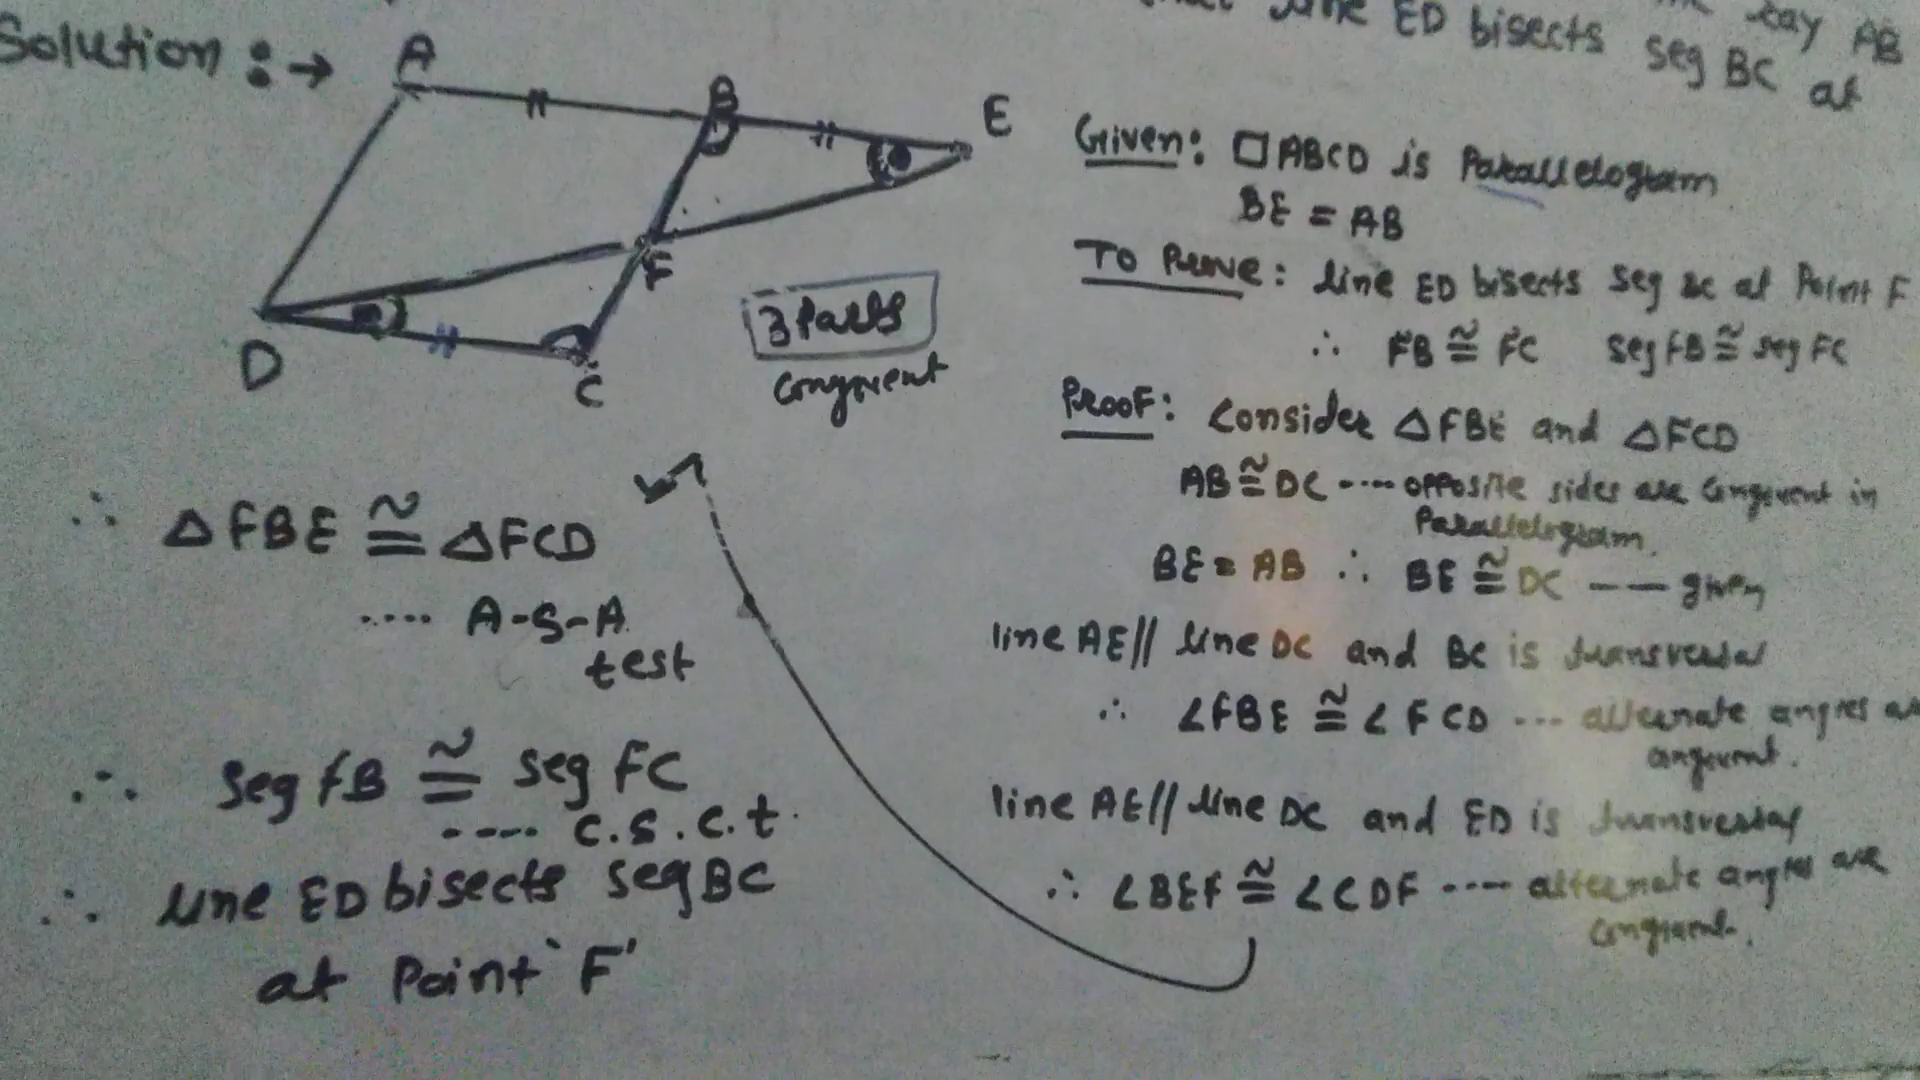 ray AB
line ED bisects seg BC at
Solution :→
A
B
E
F
D
C
3 Parts
congruent
Given: □ABCD is Parallelogram
BE = AB
To Prove: line ED bisects seg BC at Point F
∴ FB ≅ FC seg FB ≅ seg FC
Proof: Consider △FBE and △FCD
AB ≅ DC ---- opposite sides are congruent in
Parallelogram.
BE = AB ∴ BE ≅ DC —— given
line AE // line DC and BC is transversal
∴ ∠FBE ≅ ∠FCD --- alternate angles are
congruent.
line AE // line DC and ED is transversal
∴ ∠BEF ≅ ∠CDF ---- alternate angles are
congruent.
∴ △FBE ≅ △FCD
.... A-S-A
test
∴ seg FB ≅ seg FC
---- c.s.c.t.
∴ line ED bisects seg BC
at Point 'F'